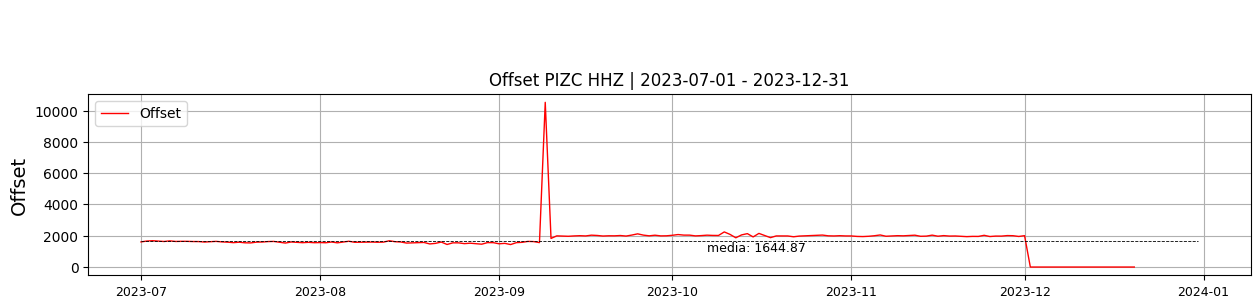 Offset PIZC HHZ | 2023-07-01 - 2023-12-31
Offset
Offset
10000
8000
6000
4000
2000
0
media: 1644.87
2023-07 2023-08 2023-09 2023-10 2023-11 2023-12 2024-01